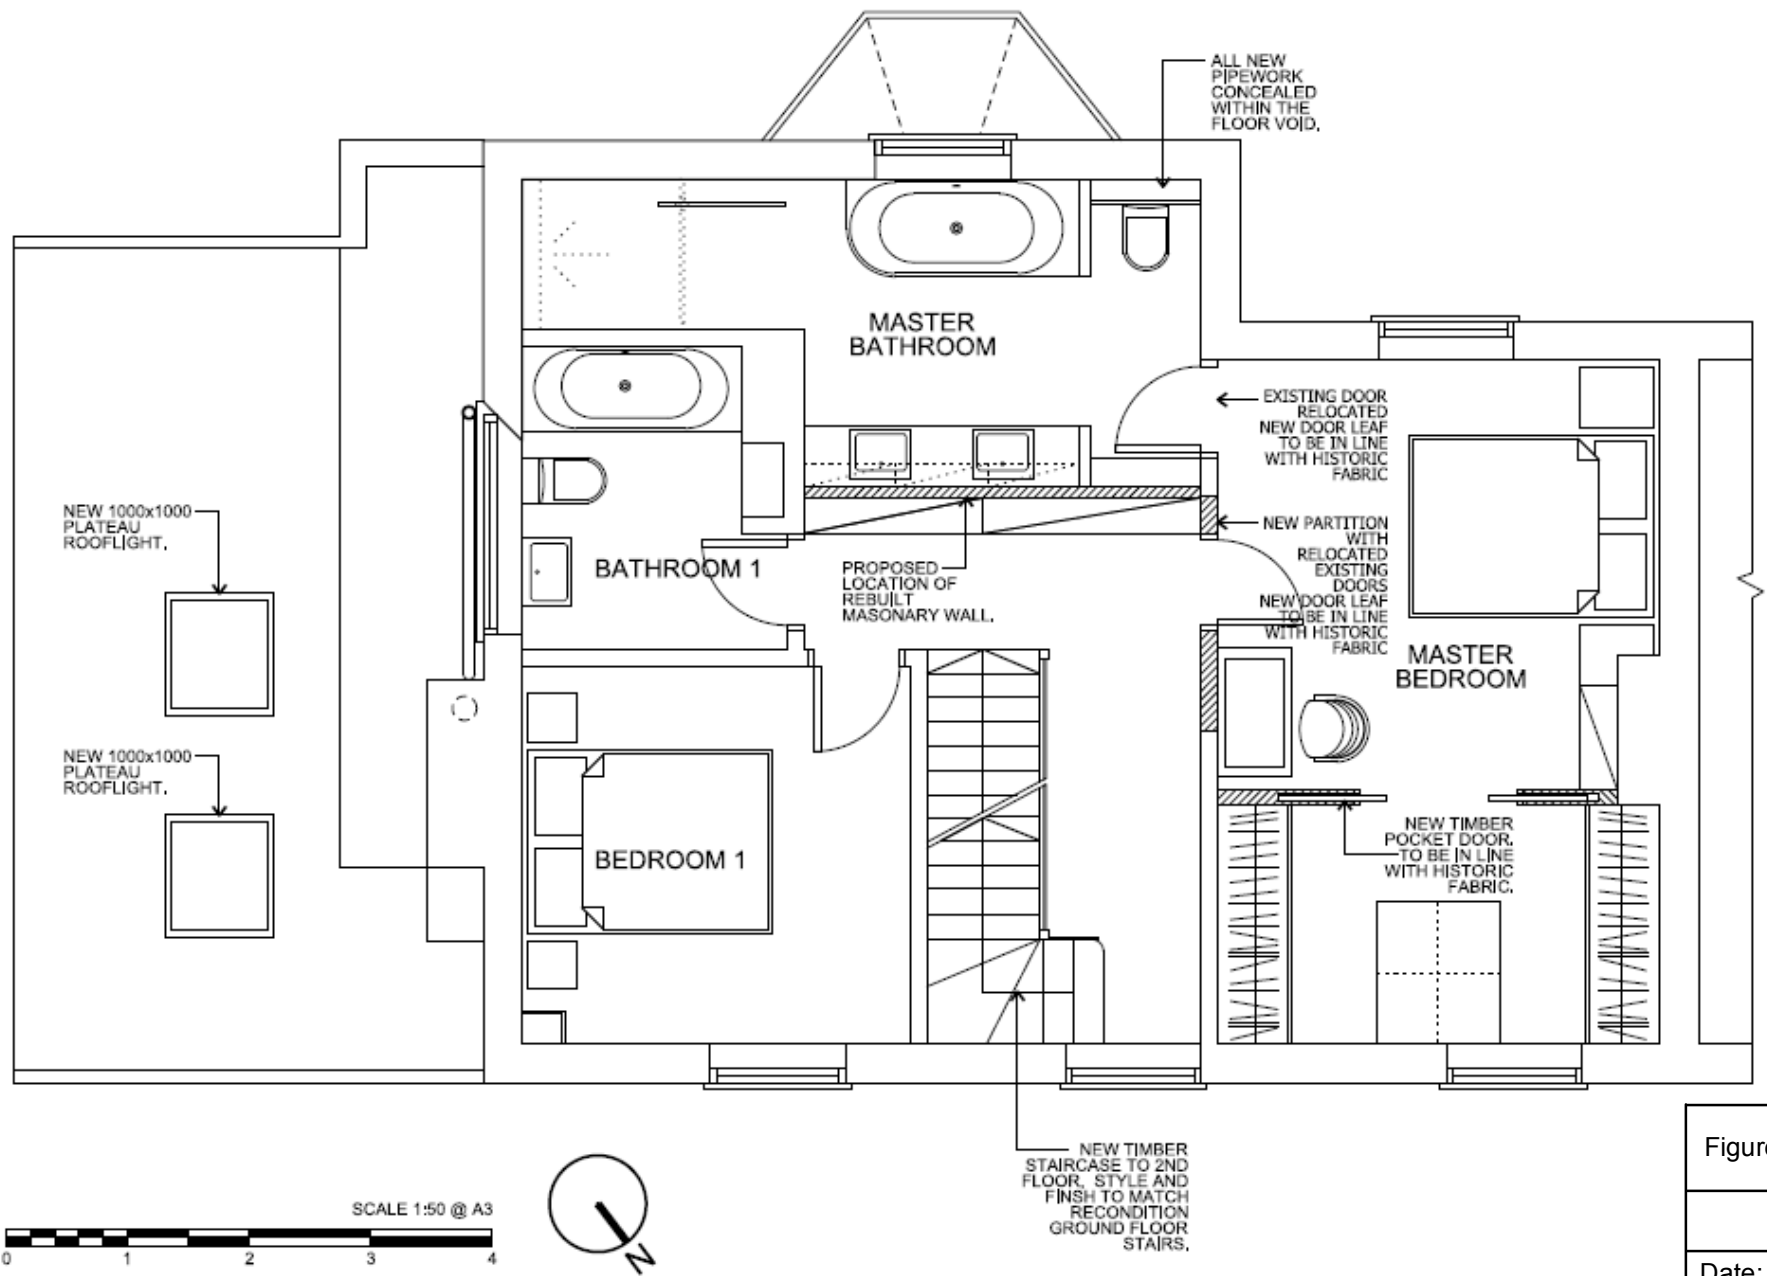 ALL NEW
PIPEWORK
CONCEALED
WITHIN THE
FLOOR VOID.
MASTER
BATHROOM
EXISTING DOOR
RELOCATED
NEW DOOR LEAF
TO BE IN LINE
WITH HISTORIC
FABRIC
NEW 1000x1000
PLATEAU
ROOFLIGHT.
NEW PARTITION
WITH
RELOCATED
EXISTING
DOORS
NEW DOOR LEAF
TO BE IN LINE
WITH HISTORIC
FABRIC
BATHROOM 1
PROPOSED
LOCATION OF
REBUILT
MASONARY WALL.
MASTER
BEDROOM
NEW 1000x1000
PLATEAU
ROOFLIGHT.
BEDROOM 1
NEW TIMBER
POCKET DOOR.
TO BE IN LINE
WITH HISTORIC
FABRIC.
NEW TIMBER
STAIRCASE TO 2ND
FLOOR, STYLE AND
FINSH TO MATCH
RECONDITION
GROUND FLOOR
STAIRS.
SCALE 1:50 @ A3
0 1 2 3 4
N
Figure
Date: